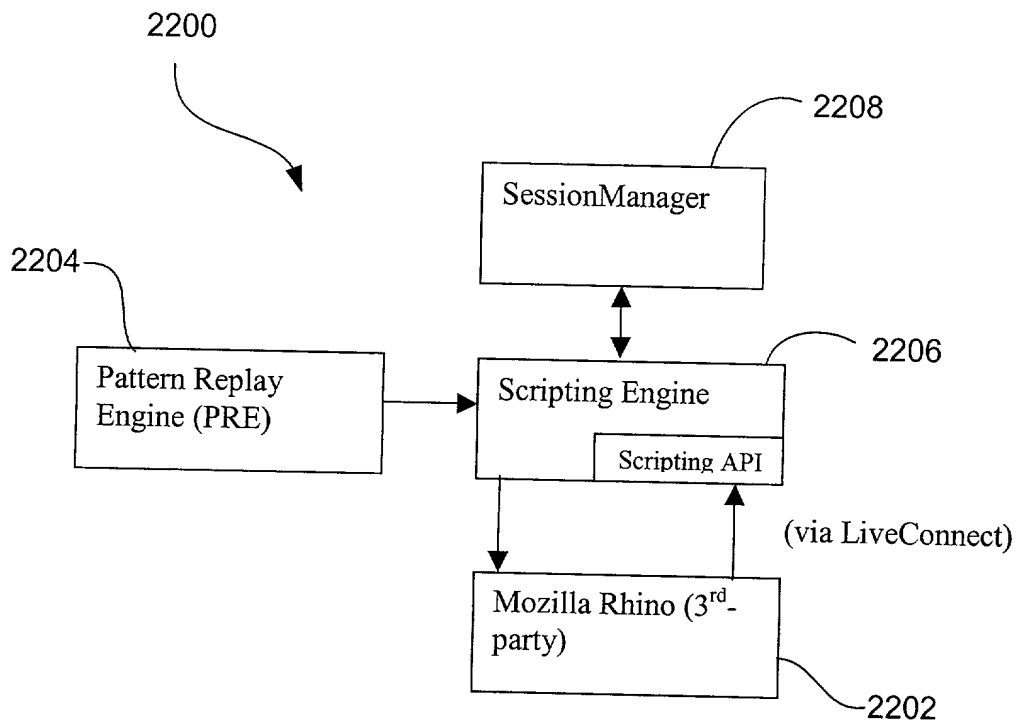 2200
2208
SessionManager
2204
2206
Pattern Replay
Engine (PRE)
Scripting Engine
Scripting API
(via LiveConnect)
Mozilla Rhino (3rd-
party)
2202